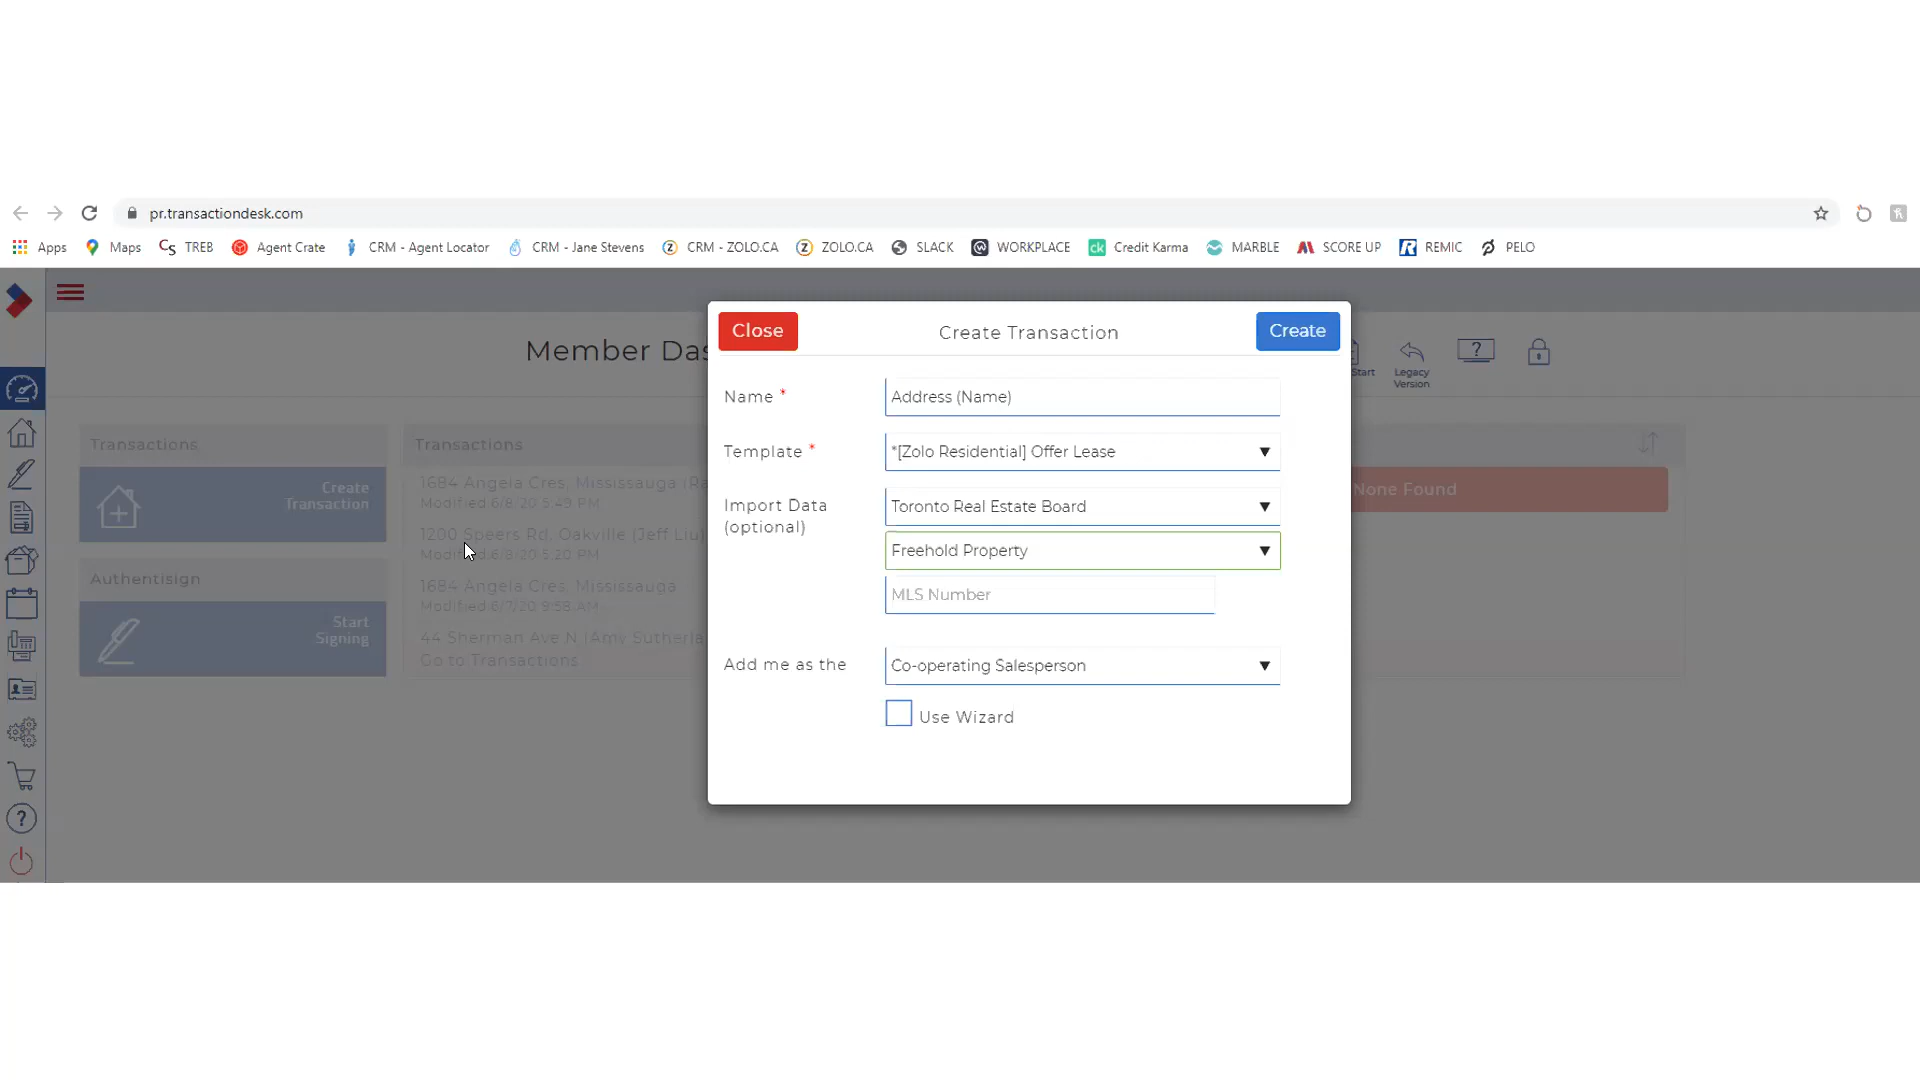 pr.transactiondesk.com
Apps Maps TREB Agent Crate CRM - Agent Locator CRM - Jane Stevens CRM - ZOLO.CA ZOLO.CA SLACK WORKPLACE Credit Karma MARBLE SCORE UP REMIC PELO
Close
Create Transaction
Create
Member Das
Start
Legacy
Version
Name *
Address (Name)
Template *
*[Zolo Residential] Offer Lease
Import Data
(optional)
Toronto Real Estate Board
Freehold Property
MLS Number
Add me as the
Co-operating Salesperson
Use Wizard
Transactions
Create
Transaction
Authentisign
Start
Signing
Transactions
1684 Angela Cres, Mississauga (Ra
Modified 6/8/20 5:49 PM
1200 Speers Rd, Oakville (Jeff Liu)
Modified 6/8/20 5:20 PM
1684 Angela Cres, Mississauga
Modified 6/7/20 9:58 AM
44 Sherman Ave N (Amy Sutherla
Go to Transactions
None Found